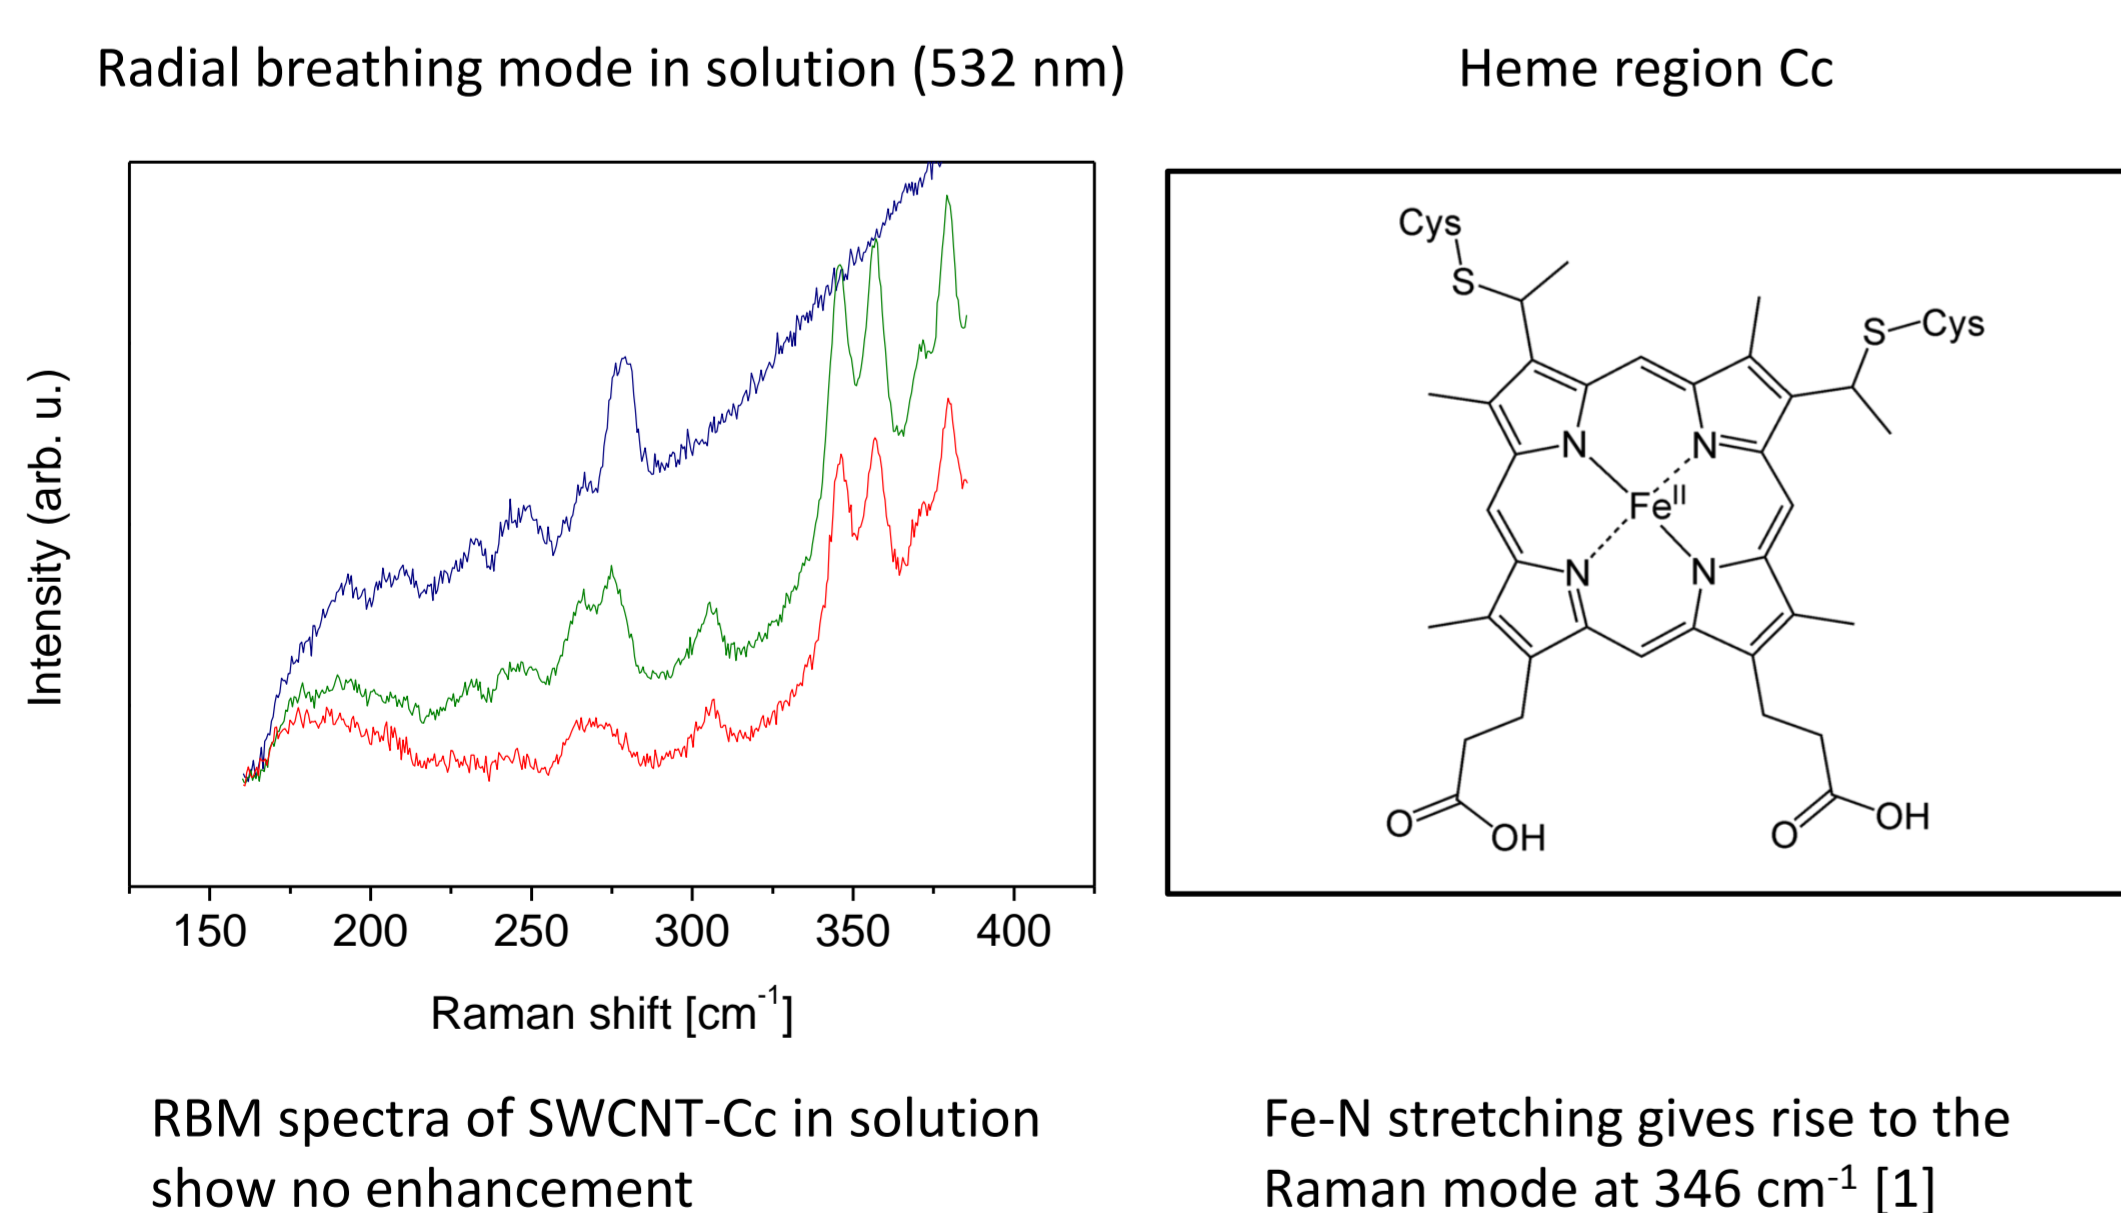 Radial breathing mode in solution (532 nm)
Heme region Cc
Intensity (arb. u.)
150 200 250 300 350 400
Raman shift [cm⁻¹]
Cys
S
S Cys
N N
Feᴵᴵ
N N
O OH
O OH
RBM spectra of SWCNT-Cc in solution
show no enhancement
Fe-N stretching gives rise to the
Raman mode at 346 cm⁻¹ [1]